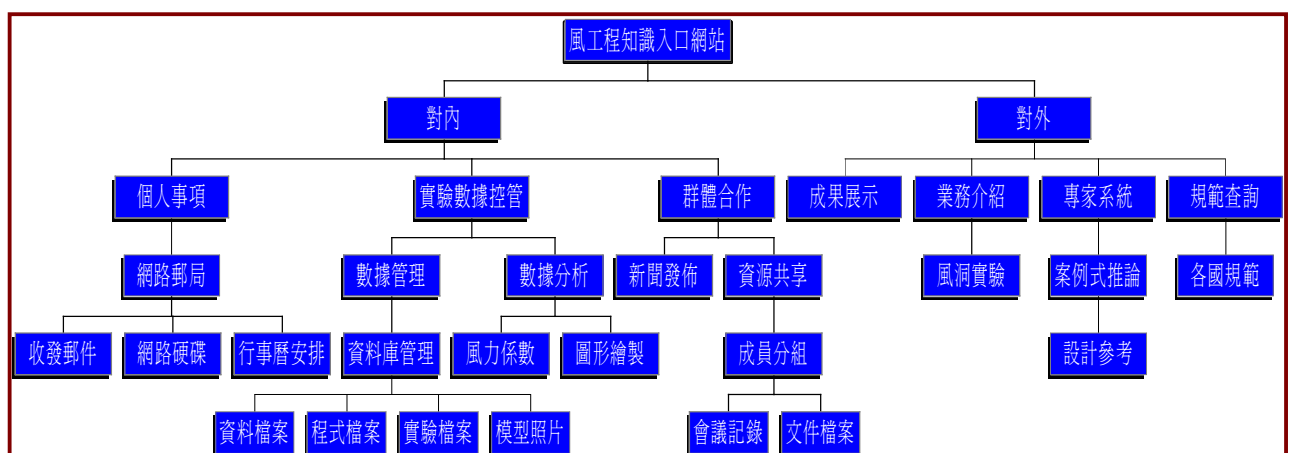 風工程知識入口網站
對內
對外
個人事項
實驗數據控管
群體合作
成果展示
業務介紹
專家系統
規範查詢
網路郵局
數據管理
數據分析
新聞發佈
資源共享
風洞實驗
案例式推論
各國規範
收發郵件
網路硬碟
行事曆安排
資料庫管理
風力係數
圖形繪製
成員分組
設計參考
資料檔案
程式檔案
實驗檔案
模型照片
會議記錄
文件檔案